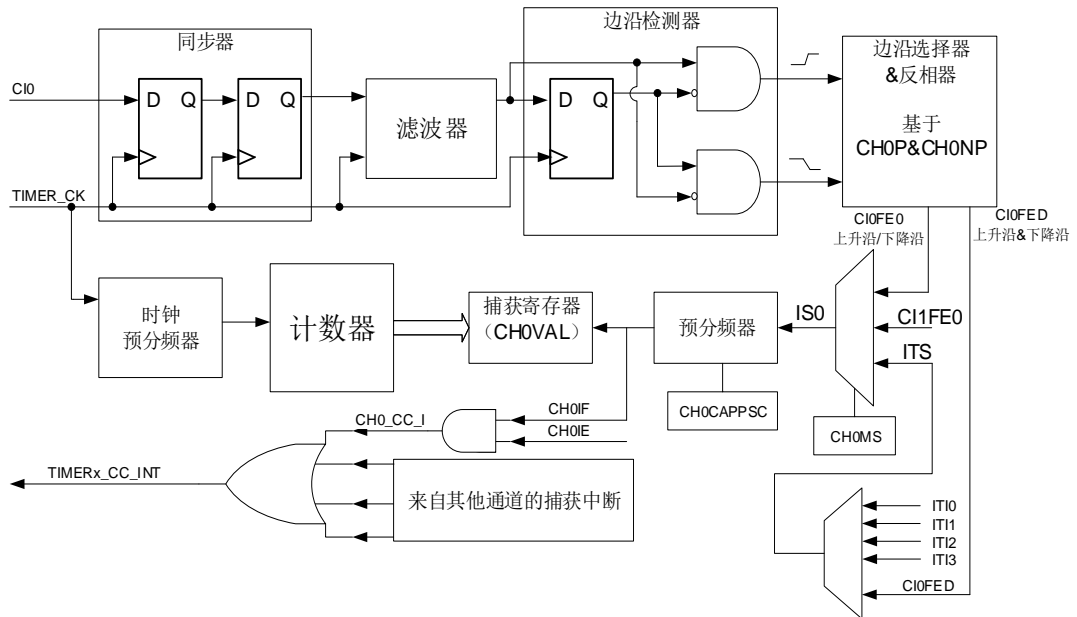 同步器
边沿检测器
CI0
D Q
D Q
滤波器
D Q
边沿选择器
&反相器
基于
CH0P&CH0NP
TIMER_CK
CI0FE0
上升沿/下降沿
CI0FED
上升沿&下降沿
时钟
预分频器
计数器
捕获寄存器
（CH0VAL）
预分频器
IS0
CI1FE0
ITS
CH0CAPPSC
CH0MS
CH0_CC_I
CH0IF
CH0IE
TIMERx_CC_INT
来自其他通道的捕获中断
ITI0
ITI1
ITI2
ITI3
CI0FED